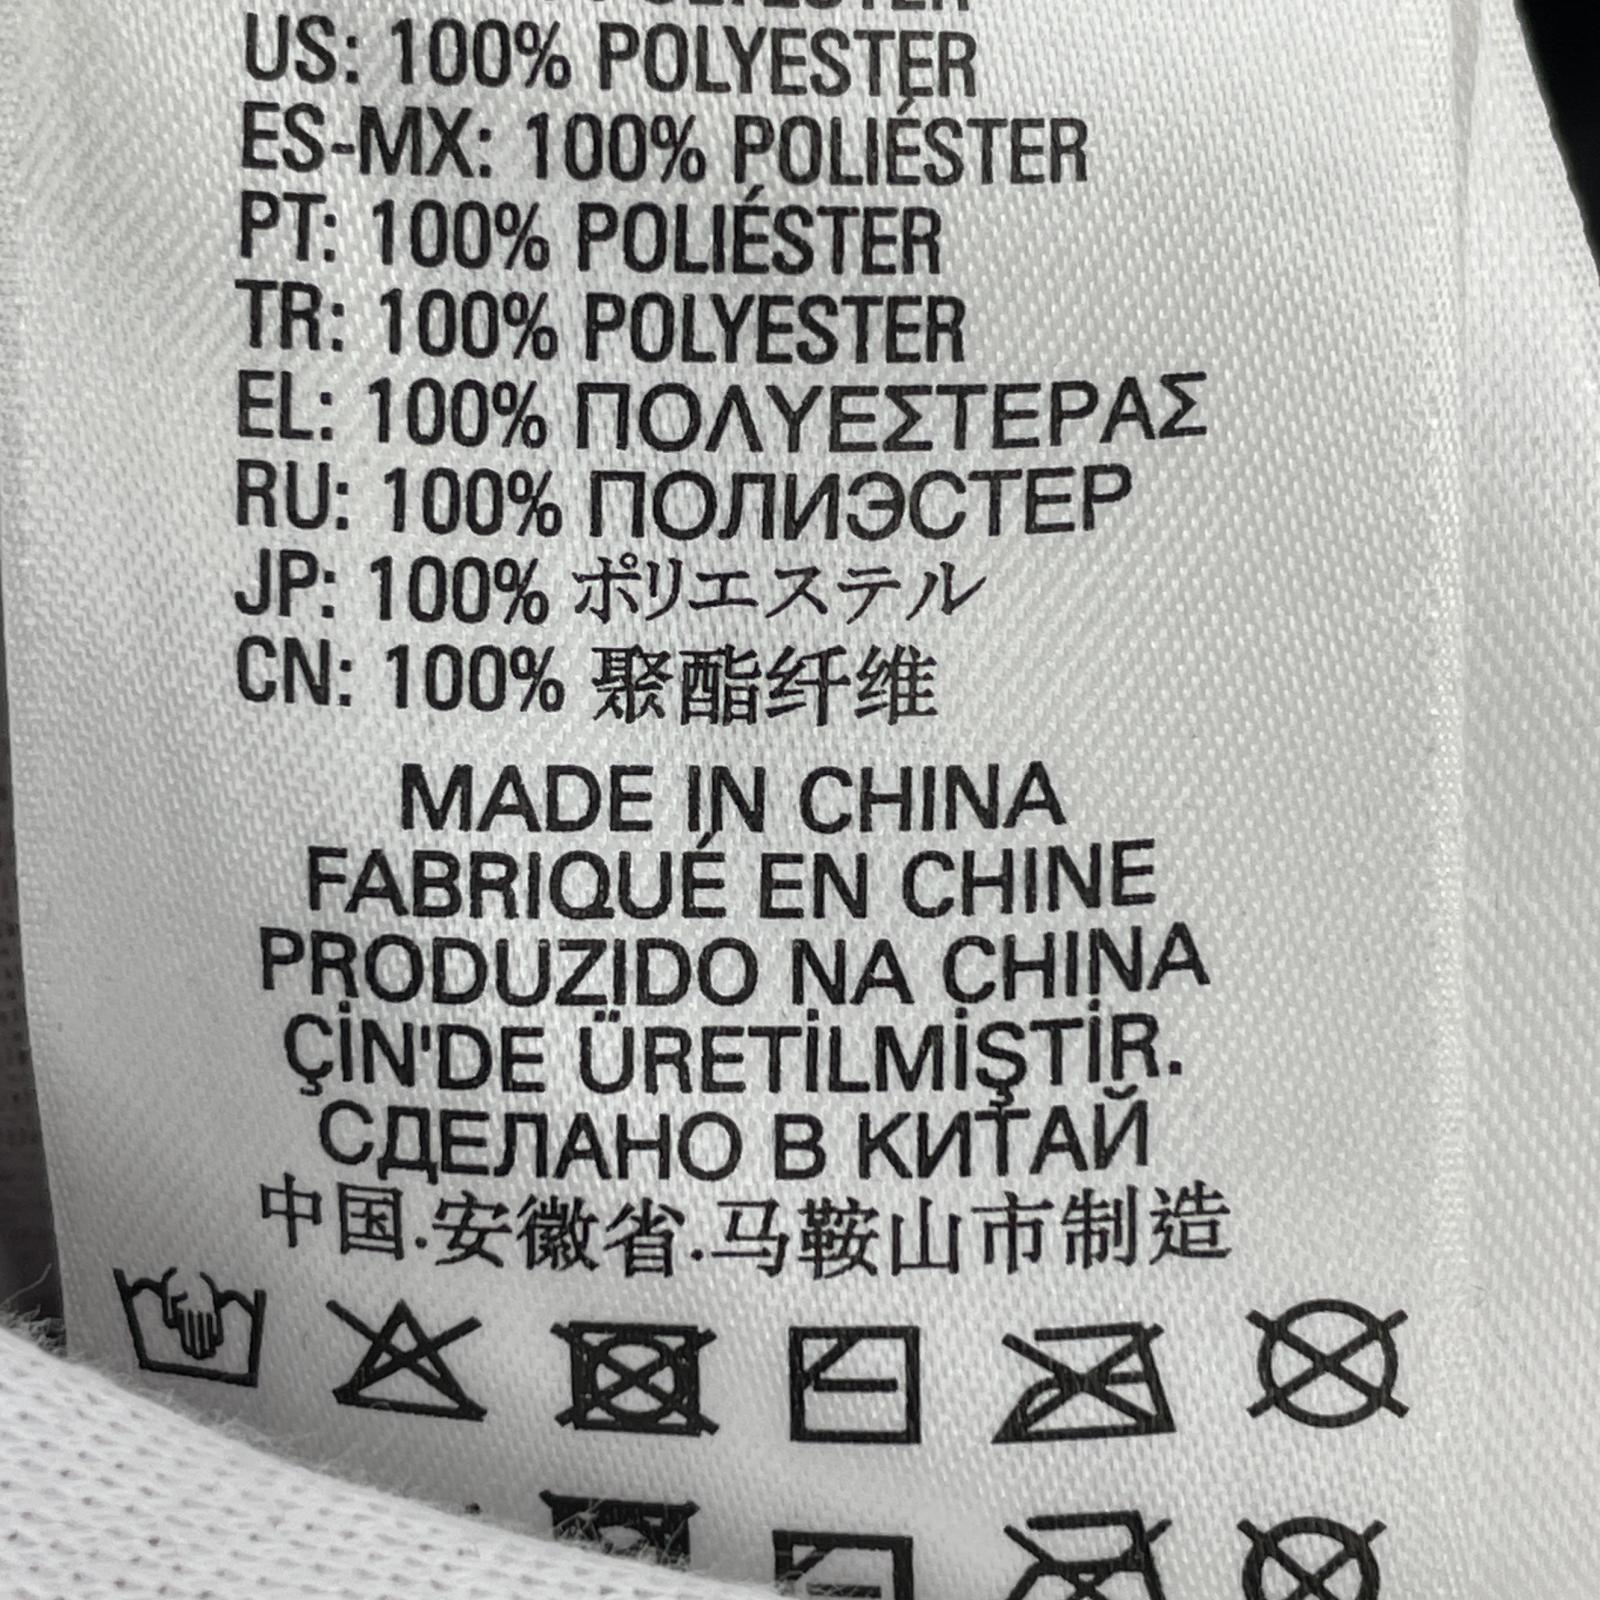 US: 100% POLYESTER
ES-MX: 100% POLIÉSTER
PT: 100% POLIÉSTER
TR: 100% POLYESTER
EL: 100% ΠΟΛΥΕΣΤΕΡΑΣ
RU: 100% ПОЛИЭСТЕР
JP: 100% ポリエステル
CN: 100% 聚酯纤维
MADE IN CHINA
FABRIQUÉ EN CHINE
PRODUZIDO NA CHINA
ÇİN'DE ÜRETİLMİŞTİR.
СДЕЛАНО В КИТАЙ
中国.安徽省.马鞍山市制造